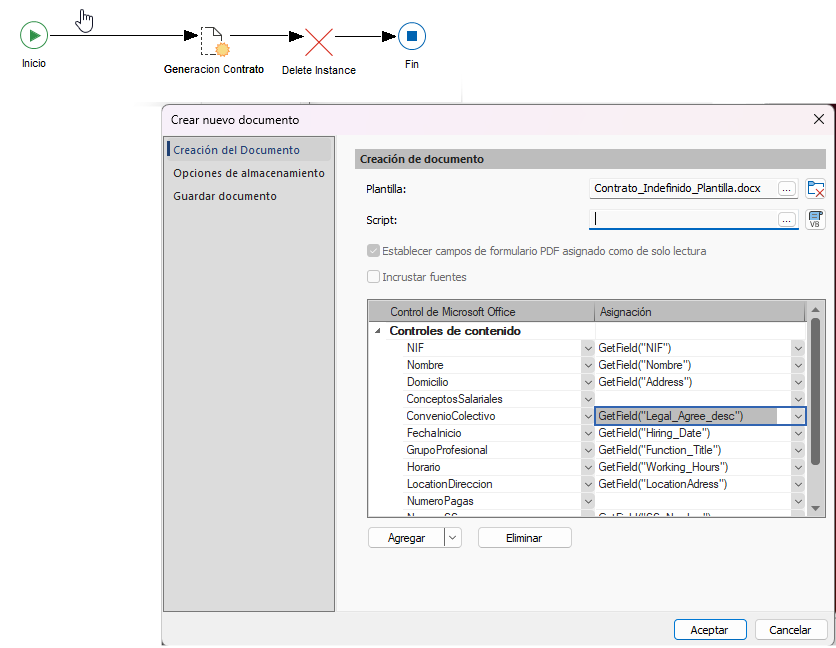 Inicio
Generacion Contrato
Delete Instance
Fin
Crear nuevo documento
Creación del Documento
Opciones de almacenamiento
Guardar documento
Creación de documento
Plantilla: Contrato_Indefinido_Plantilla.docx ...
Script: ...
VB
Establecer campos de formulario PDF asignado como de solo lectura
Incrustar fuentes
Control de Microsoft Office Asignación
Controles de contenido
NIF GetField("NIF")
Nombre GetField("Nombre")
Domicilio GetField("Address")
ConceptosSalariales
ConvenioColectivo GetField("Legal_Agree_desc")
FechaInicio GetField("Hiring_Date")
GrupoProfesional GetField("Function_Title")
Horario GetField("Working_Hours")
LocationDireccion GetField("LocationAdress")
NumeroPagas
Agregar Eliminar
Aceptar Cancelar